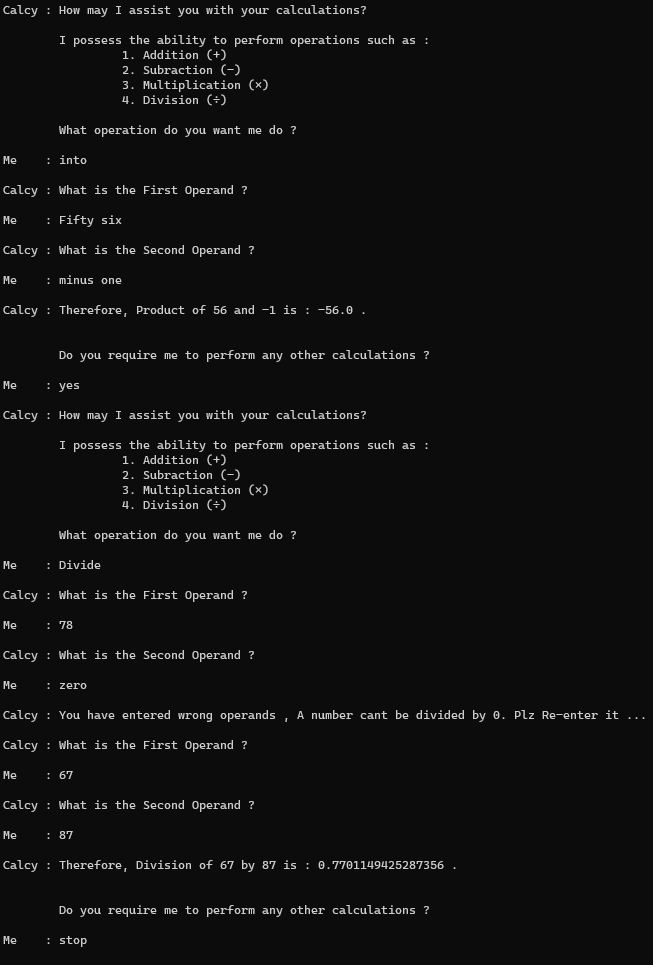 Calcy : How may I assist you with your calculations?
I possess the ability to perform operations such as :
1. Addition (+)
2. Subraction (−)
3. Multiplication (×)
4. Division (÷)
What operation do you want me do ?
Me    : into
Calcy : What is the First Operand ?
Me    : Fifty six
Calcy : What is the Second Operand ?
Me    : minus one
Calcy : Therefore, Product of 56 and −1 is : −56.0 .
Do you require me to perform any other calculations ?
Me    : yes
Calcy : How may I assist you with your calculations?
I possess the ability to perform operations such as :
1. Addition (+)
2. Subraction (−)
3. Multiplication (×)
4. Division (÷)
What operation do you want me do ?
Me    : Divide
Calcy : What is the First Operand ?
Me    : 78
Calcy : What is the Second Operand ?
Me    : zero
Calcy : You have entered wrong operands , A number cant be divided by 0. Plz Re−enter it ...
Calcy : What is the First Operand ?
Me    : 67
Calcy : What is the Second Operand ?
Me    : 87
Calcy : Therefore, Division of 67 by 87 is : 0.7701149425287356 .
Do you require me to perform any other calculations ?
Me    : stop